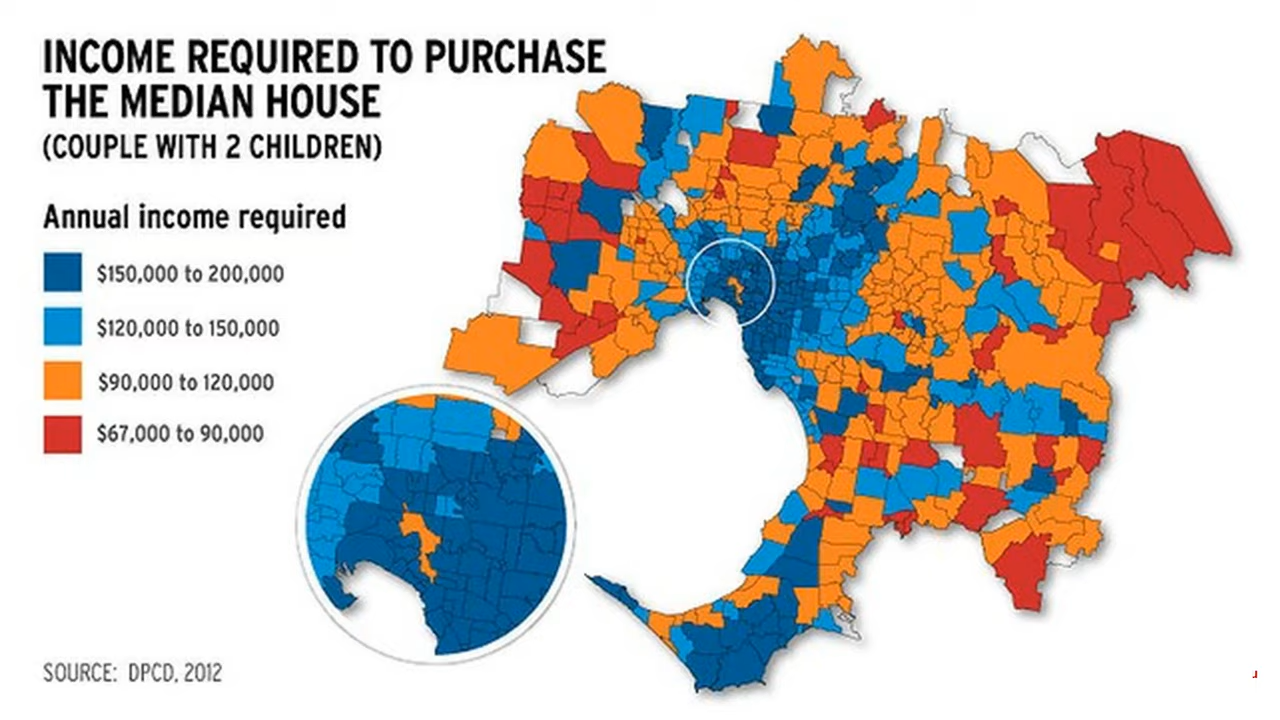 INCOME REQUIRED TO PURCHASE
THE MEDIAN HOUSE
(COUPLE WITH 2 CHILDREN)
Annual income required
$150,000 to 200,000
$120,000 to 150,000
$90,000 to 120,000
$67,000 to 90,000
SOURCE: DPCD, 2012